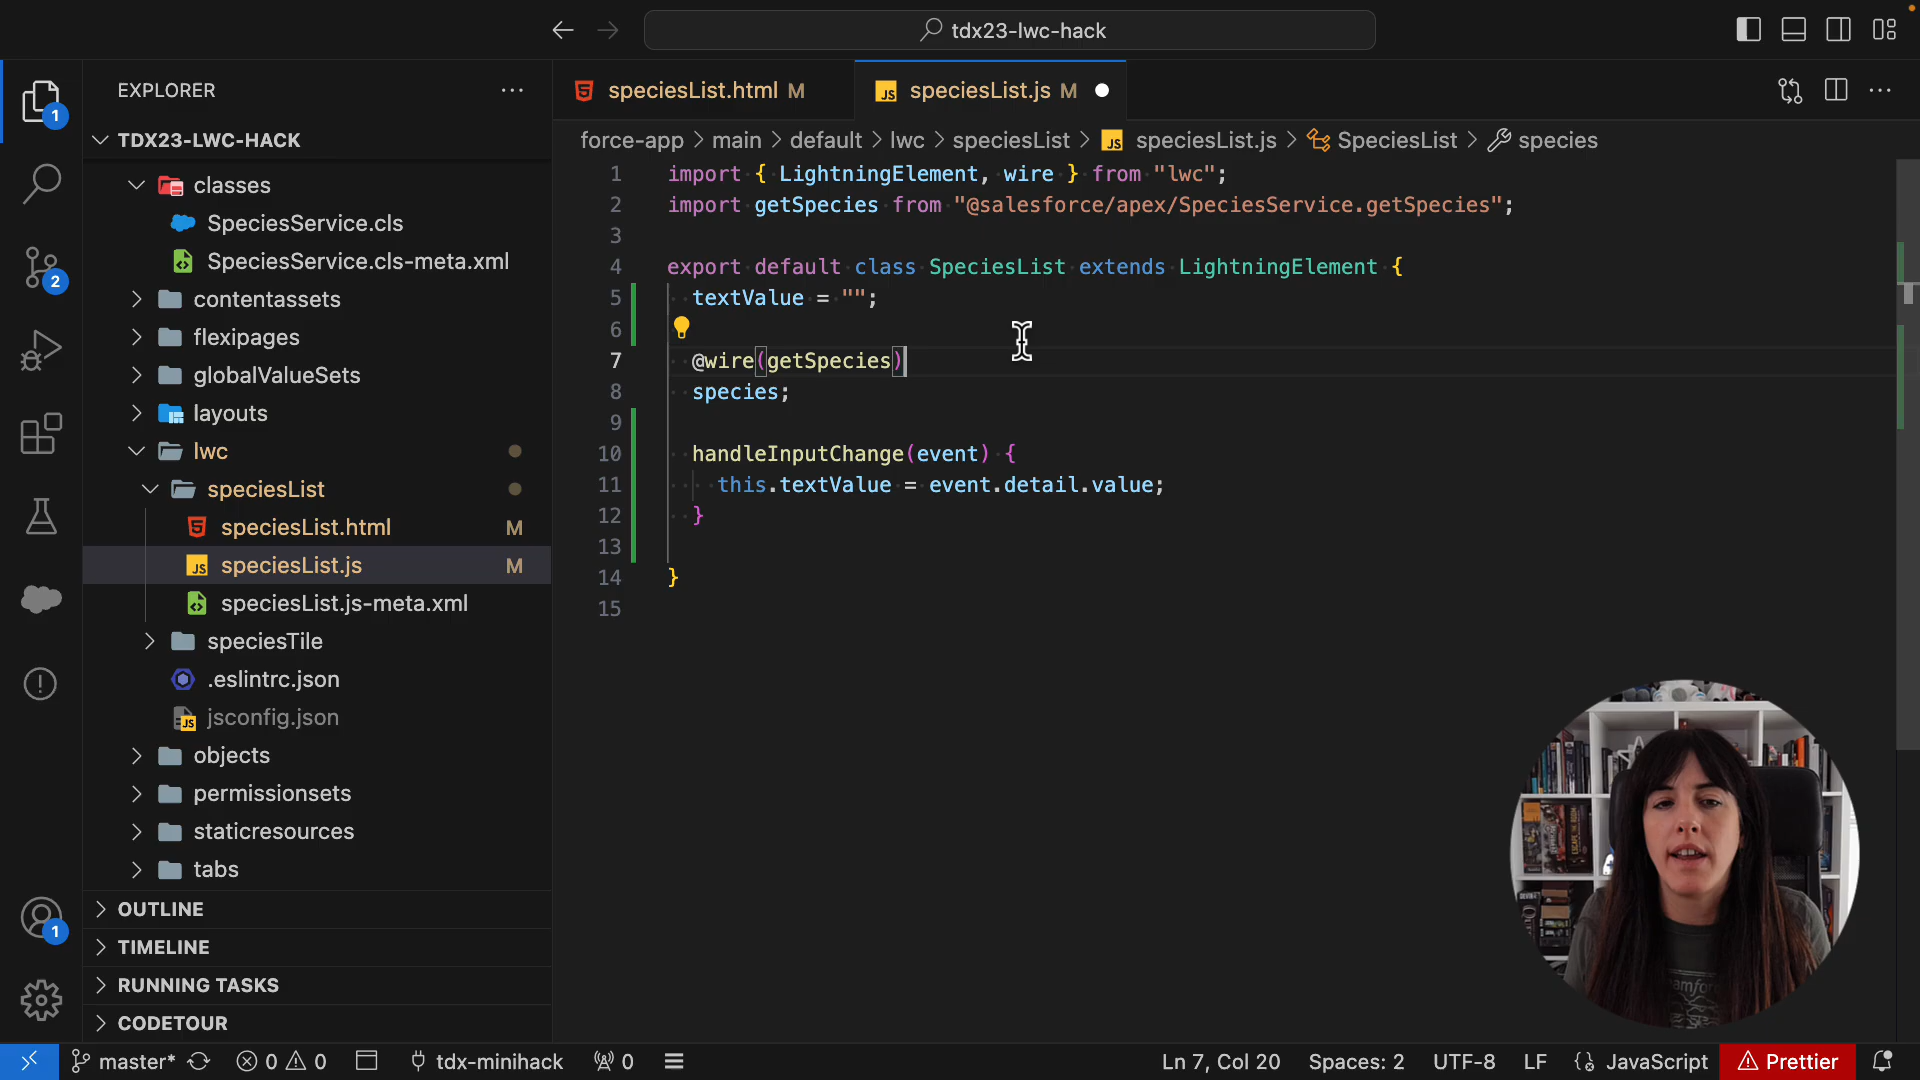 tdx23-lwc-hack
EXPLORER
speciesList.html M
speciesList.js M
1
TDX23-LWC-HACK
force-app > main > default > lwc > speciesList > JS speciesList.js > SpeciesList > species
classes
SpeciesService.cls
SpeciesService.cls-meta.xml
contentassets
flexipages
globalValueSets
layouts
lwc
speciesList
speciesList.html M
JS speciesList.js M
speciesList.js-meta.xml
speciesTile
.eslintrc.json
jsconfig.json
objects
permissionsets
staticresources
tabs
OUTLINE
TIMELINE
RUNNING TASKS
CODETOUR
2
1
1 import { LightningElement, wire } from "lwc";
2 import getSpecies from "@salesforce/apex/SpeciesService.getSpecies";
3
4 export default class SpeciesList extends LightningElement {
5 textValue = "";
6
7 @wire(getSpecies)
8 species;
9
10 handleInputChange(event) {
11 this.textValue = event.detail.value;
12 }
13
14 }
15
master* 0 0 tdx-minihack 0 Ln 7, Col 20 Spaces: 2 UTF-8 LF {} JavaScript Prettier